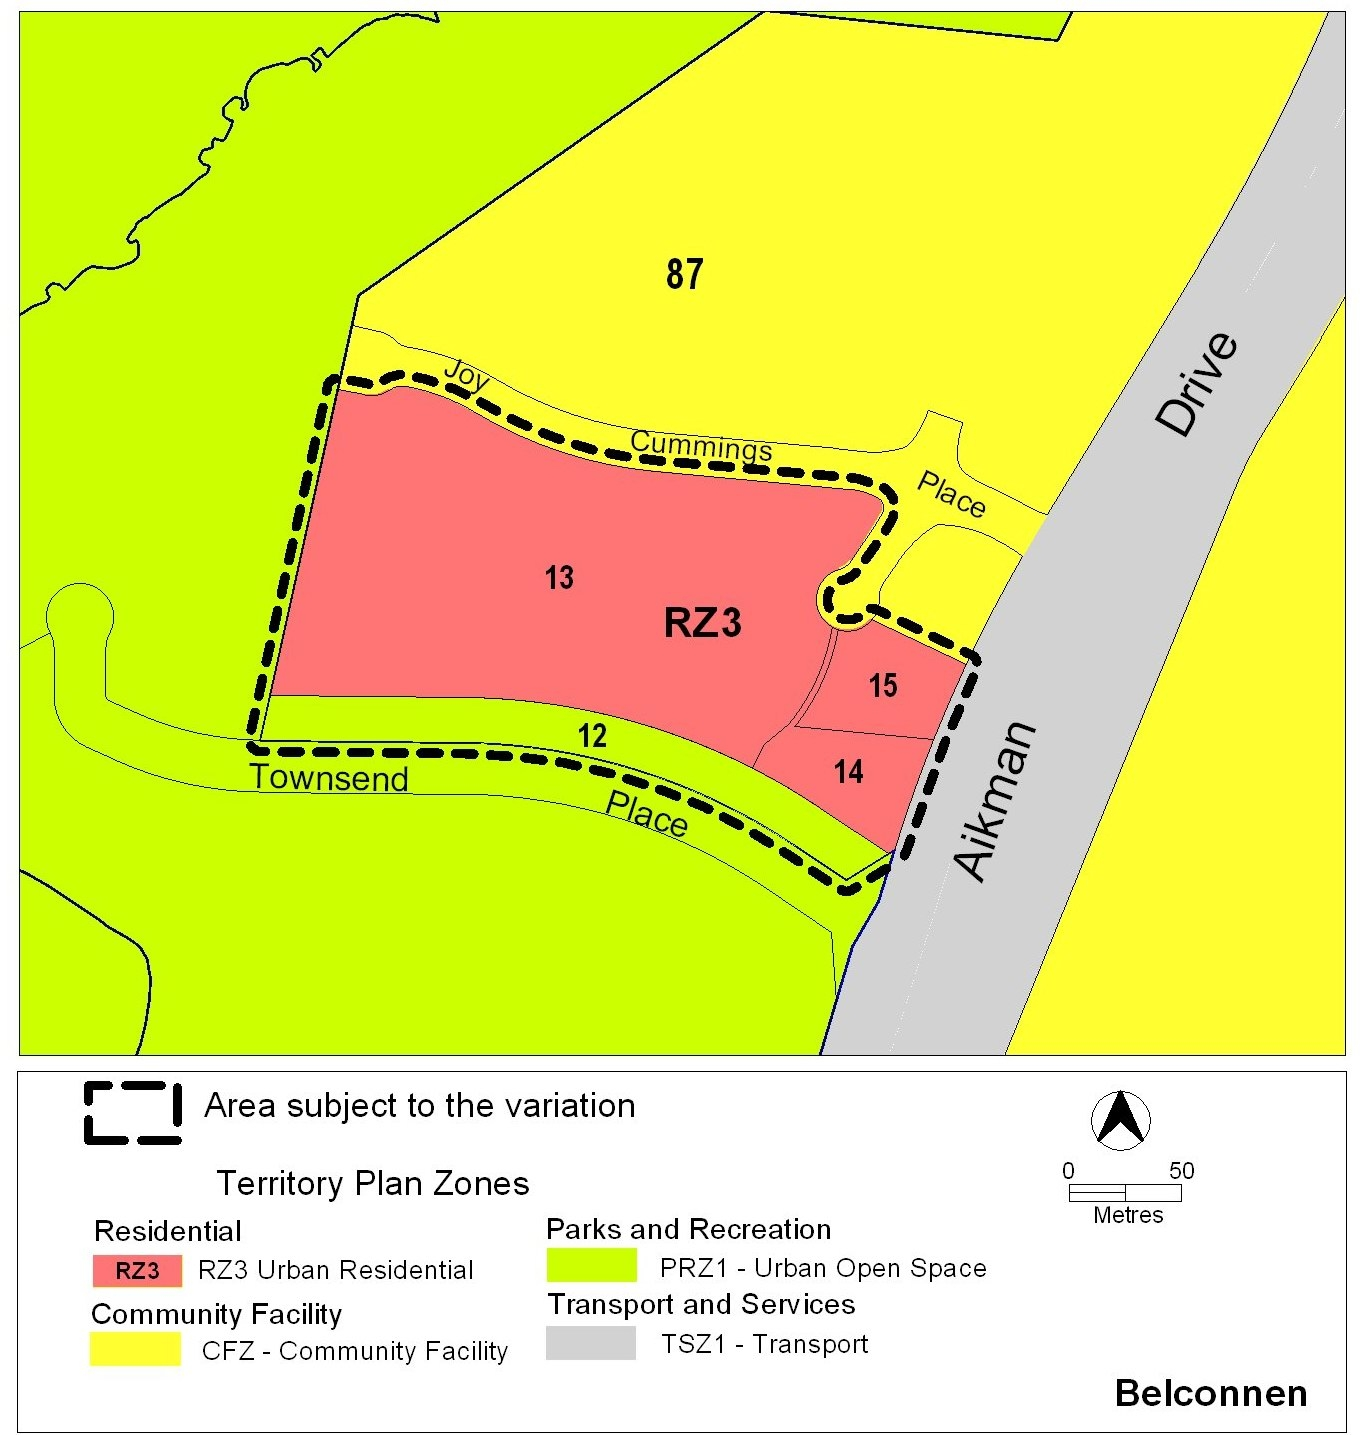 87
Joy
Cummings
Place
Drive
13
RZ3
15
12
14
Townsend
Place
Aikman
Area subject to the variation
Territory Plan Zones
0 50
Metres
Residential
RZ3 RZ3 Urban Residential
Community Facility
CFZ - Community Facility
Parks and Recreation
PRZ1 - Urban Open Space
Transport and Services
TSZ1 - Transport
Belconnen